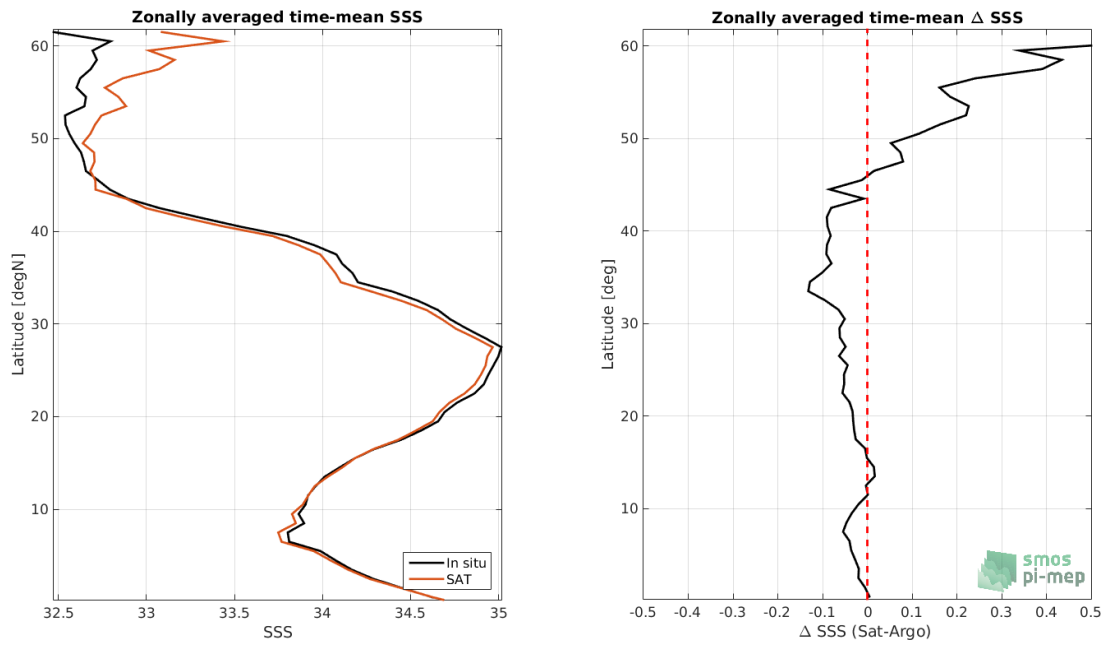 Zonally averaged time-mean SSS
60
50
40
30
20
10
32.5 33 33.5 34 34.5 35
Latitude [degN]
SSS
In situ
SAT
Zonally averaged time-mean Δ SSS
60
50
40
30
20
10
-0.5 -0.4 -0.3 -0.2 -0.1 0 0.1 0.2 0.3 0.4 0.5
Latitude [deg]
Δ SSS (Sat-Argo)
smos
pi-mep